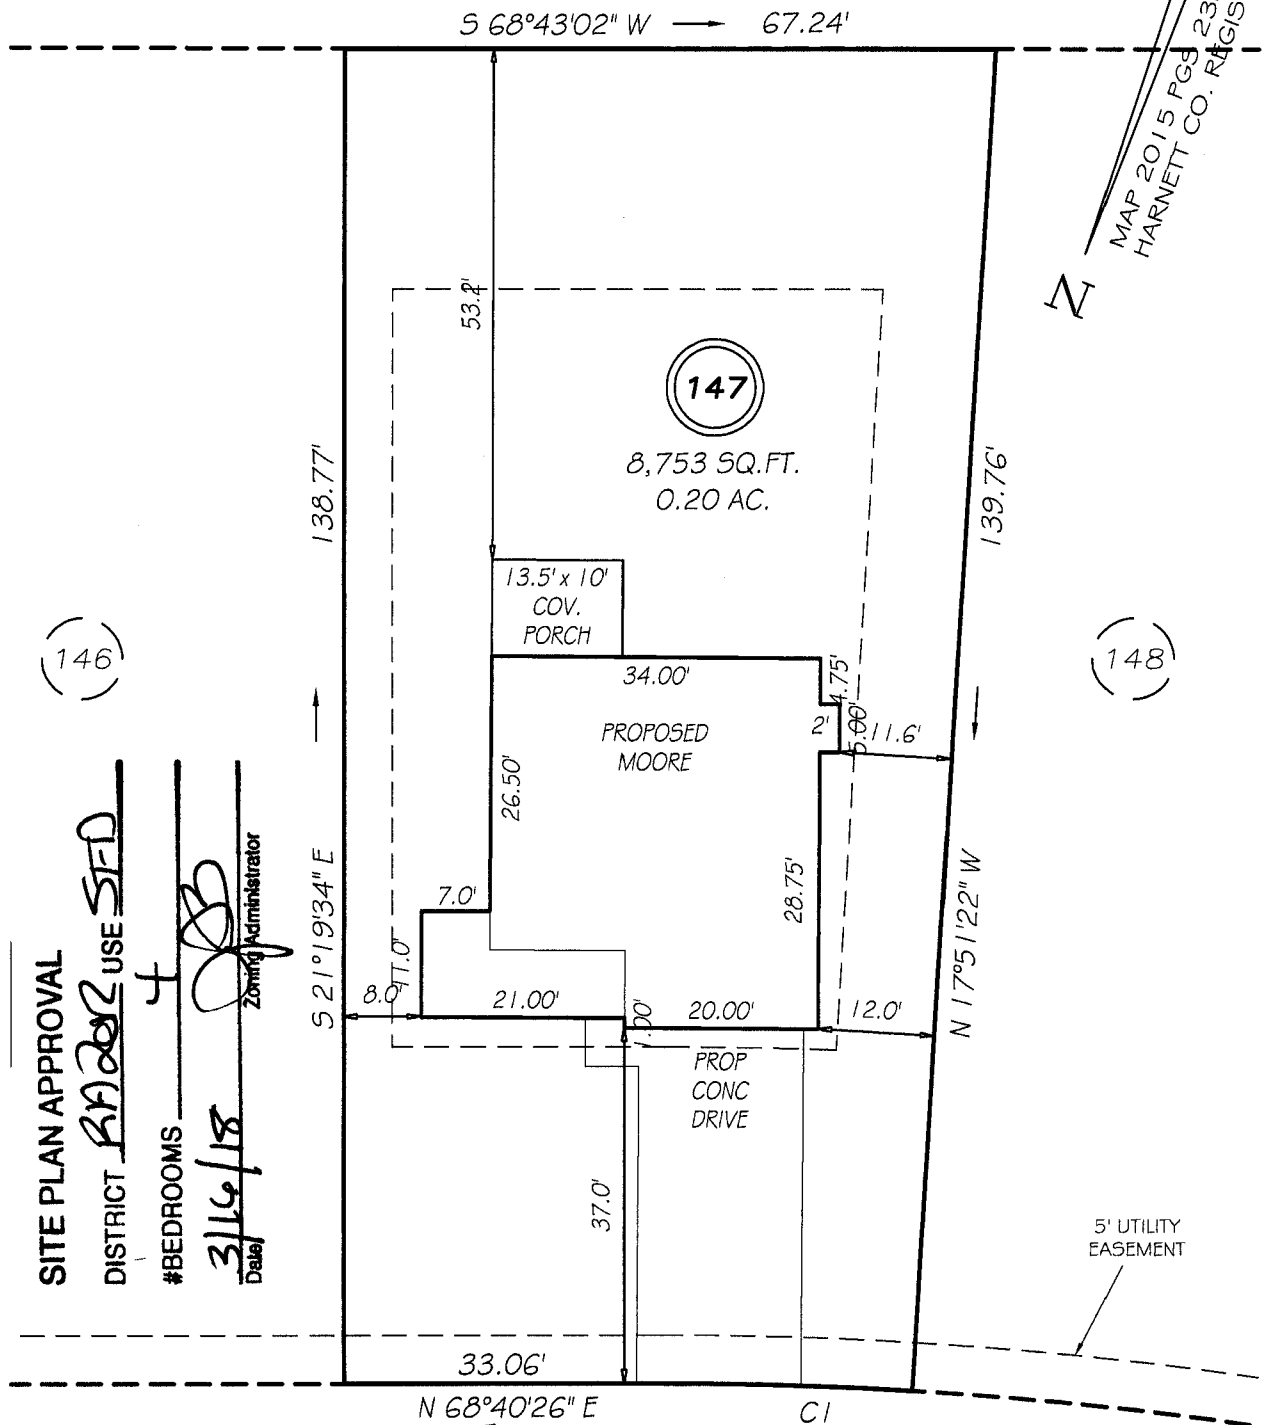 S 68°43'02" W 67.24'
MAP 2015 PGS 23
HARNETT CO. REGIS
N
53.2'
147
8,753 SQ.FT.
0.20 AC.
138.77'
139.76'
13.5' x 10'
COV.
PORCH
146
148
34.00'
4.75'
2'
5.00'
11.6'
PROPOSED
MOORE
26.50'
28.75'
7.0'
11.0'
8.0'
21.00'
1.00'
20.00'
12.0'
S 21°19'34" E
N 17°51'22" W
SITE PLAN APPROVAL
DISTRICT RA20R USE SFD
#BEDROOMS 4
3/16/18
Date Zoning Administrator
PROP
CONC
DRIVE
37.0'
5' UTILITY
EASEMENT
33.06'
N 68°40'26" E
C1